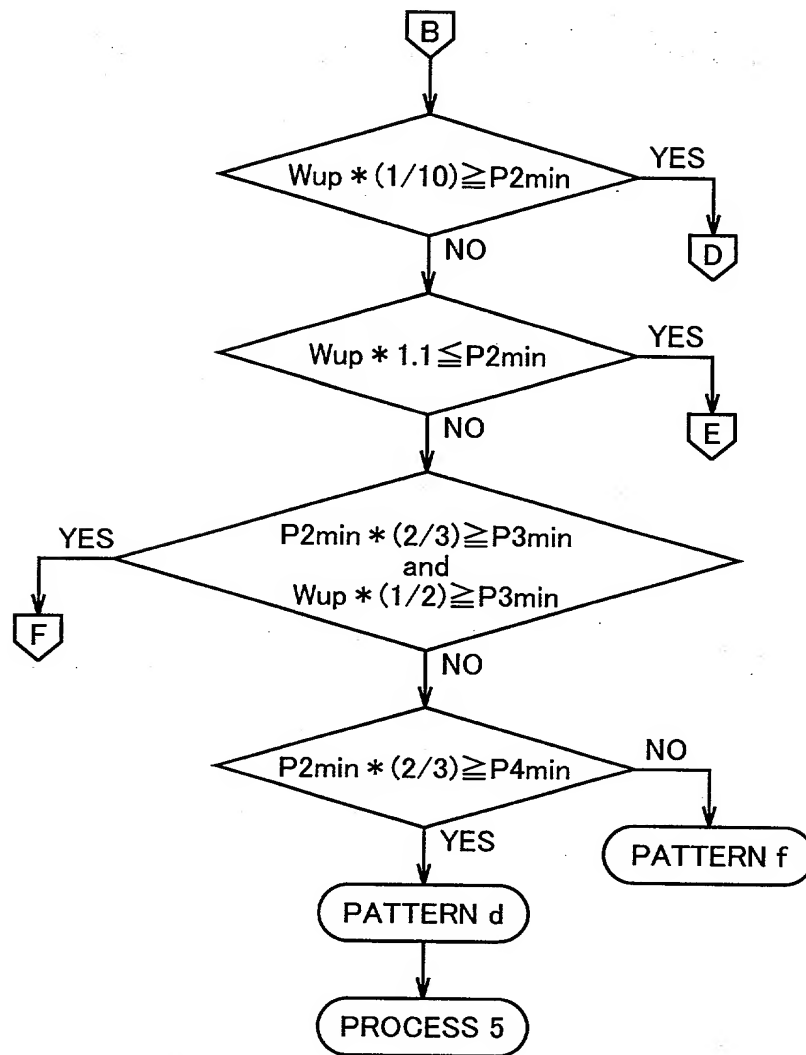 B
Wup*(1/10)≧P2min
YES
D
NO
Wup*1.1≦P2min
YES
E
NO
P2min*(2/3)≧P3min
and
Wup*(1/2)≧P3min
YES
F
NO
P2min*(2/3)≧P4min
NO
PATTERN f
YES
PATTERN d
PROCESS 5